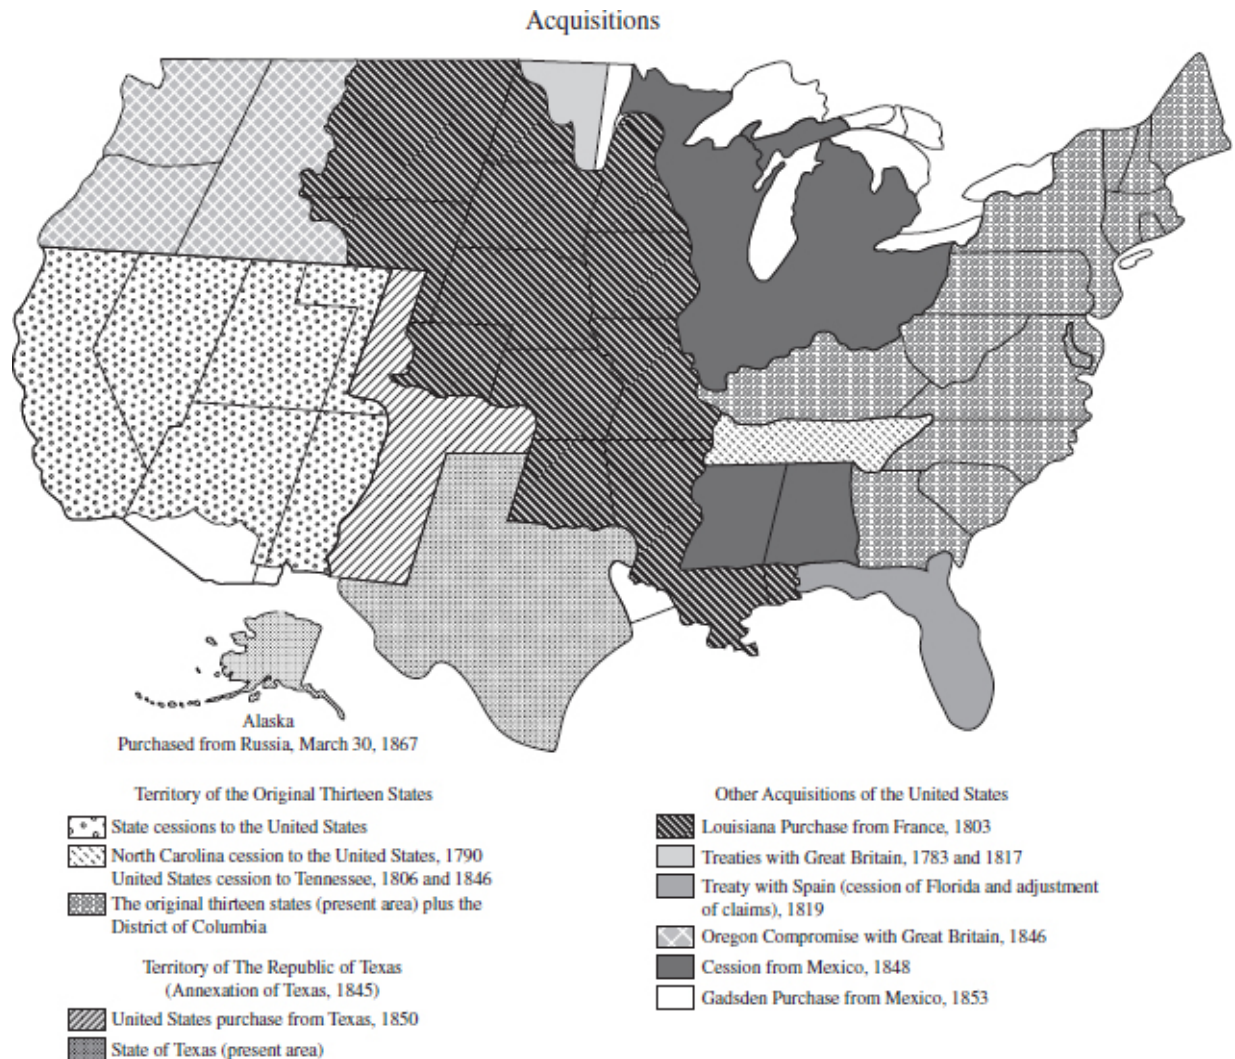 Acquisitions
Alaska
Purchased from Russia, March 30, 1867
Territory of the Original Thirteen States
State cessions to the United States
North Carolina cession to the United States, 1790
United States cession to Tennessee, 1806 and 1846
The original thirteen states (present area) plus the
District of Columbia
Territory of The Republic of Texas
(Annexation of Texas, 1845)
United States purchase from Texas, 1850
State of Texas (present area)
Other Acquisitions of the United States
Louisiana Purchase from France, 1803
Treaties with Great Britain, 1783 and 1817
Treaty with Spain (cession of Florida and adjustment
of claims), 1819
Oregon Compromise with Great Britain, 1846
Cession from Mexico, 1848
Gadsden Purchase from Mexico, 1853